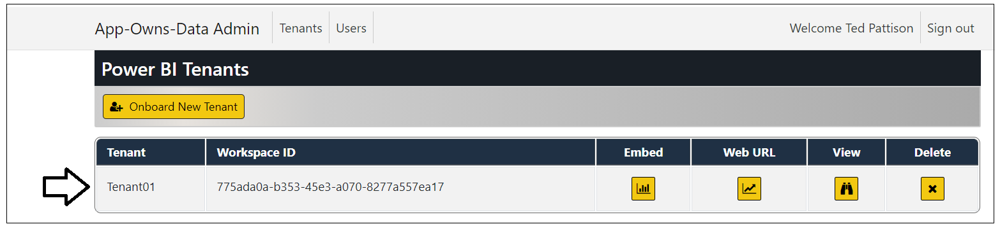 App-Owns-Data Admin Tenants Users Welcome Ted Pattison Sign out
Power BI Tenants
Onboard New Tenant
Tenant Workspace ID Embed Web URL View Delete
Tenant01 775ada0a-b353-45e3-a070-8277a557ea17